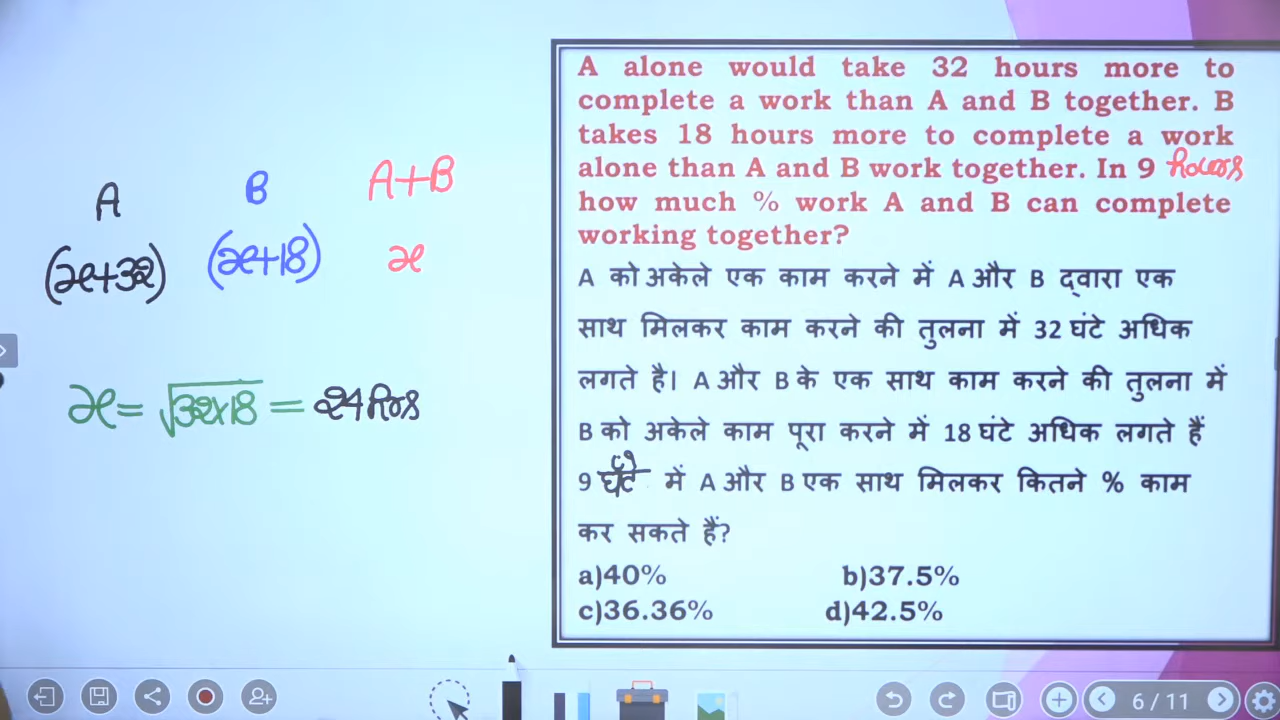 A alone would take 32 hours more to
complete a work than A and B together. B
takes 18 hours more to complete a work
alone than A and B work together. In 9 Hours
how much % work A and B can complete
working together?
A को अकेले एक काम करने में A और B द्वारा एक
साथ मिलकर काम करने की तुलना में 32 घंटे अधिक
लगते है। A और B के एक साथ काम करने की तुलना में
B को अकेले काम पूरा करने में 18 घंटे अधिक लगते हैं
9 घंटे में A और B एक साथ मिलकर कितने % काम
कर सकते हैं?
a)40% b)37.5%
c)36.36% d)42.5%
A B A+B
(x+32) (x+18) x
x = √32×18 = 24 Hrs
6 / 11